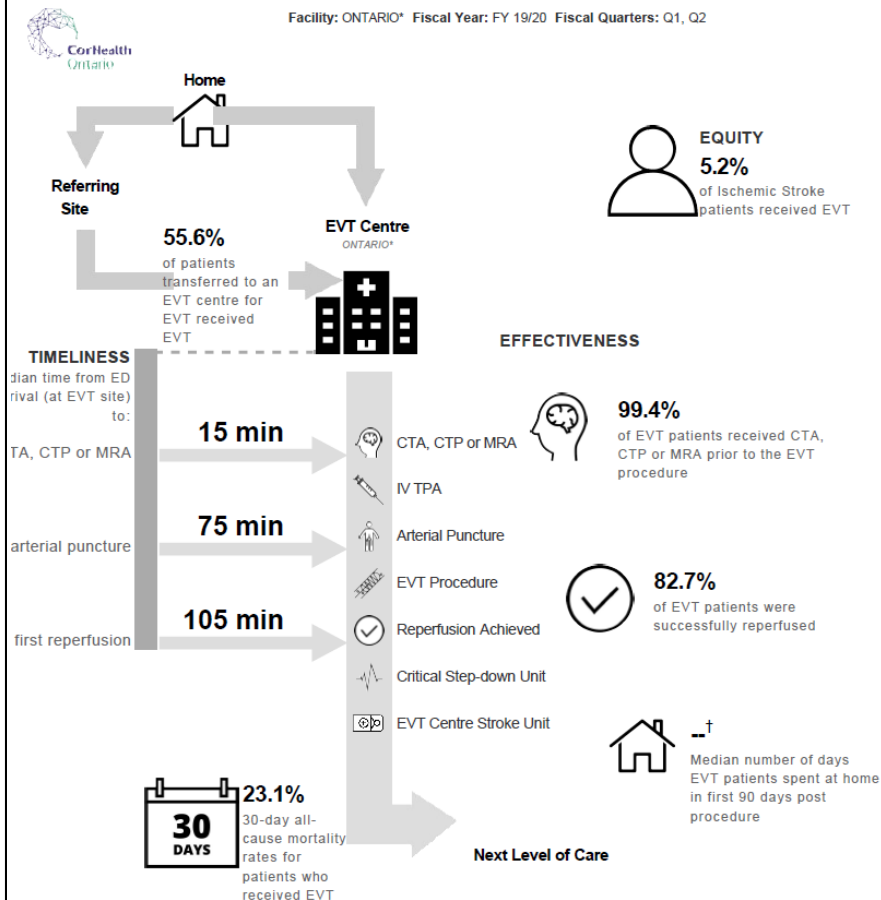 Facility: ONTARIO* Fiscal Year: FY 19/20 Fiscal Quarters: Q1, Q2
CorHealth
Ontario
Home
Referring
Site
EQUITY
5.2%
of Ischemic Stroke
patients received EVT
EVT Centre
ONTARIO*
55.6%
of patients
transferred to an
EVT centre for
EVT received
EVT
TIMELINESS
dian time from ED
rival (at EVT site)
to:
TA, CTP or MRA
arterial puncture
first reperfusion
15 min
75 min
105 min
CTA, CTP or MRA
IV TPA
Arterial Puncture
EVT Procedure
Reperfusion Achieved
Critical Step-down Unit
EVT Centre Stroke Unit
EFFECTIVENESS
99.4%
of EVT patients received CTA,
CTP or MRA prior to the EVT
procedure
82.7%
of EVT patients were
successfully reperfused
--†
Median number of days
EVT patients spent at home
in first 90 days post
procedure
30
DAYS
23.1%
30-day all-
cause mortality
rates for
patients who
received EVT
Next Level of Care